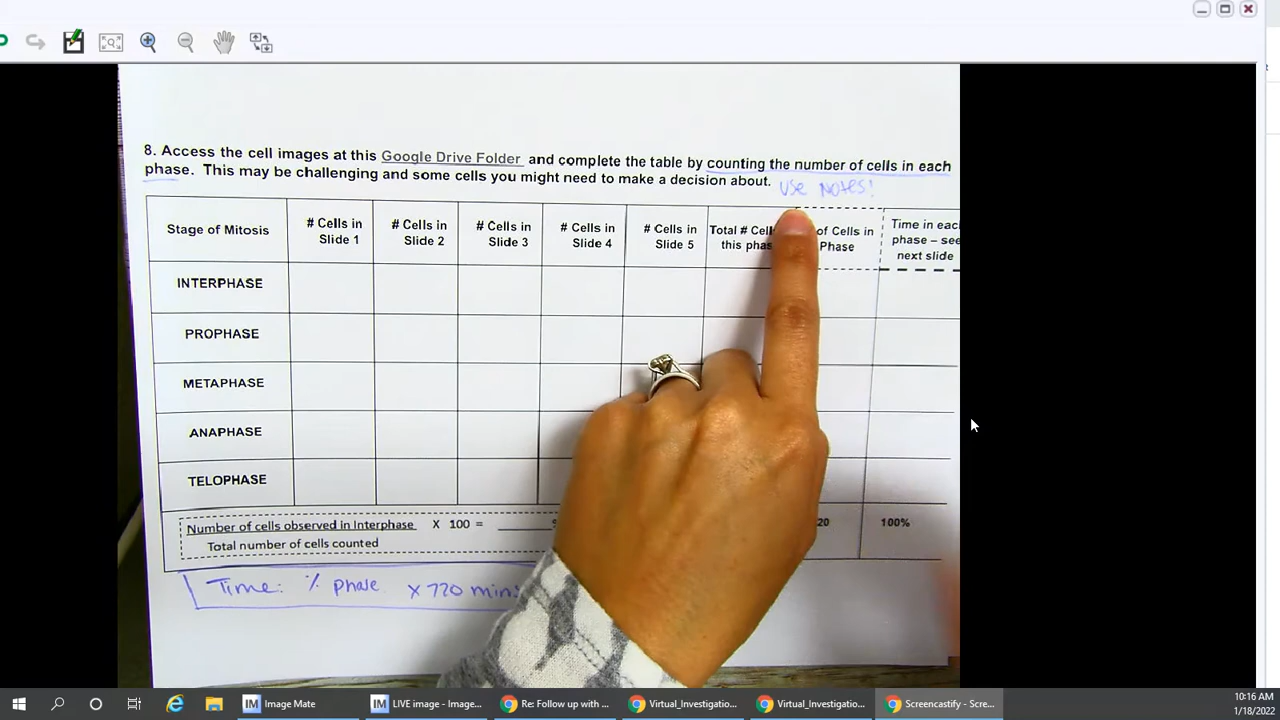 8. Access the cell images at this Google Drive Folder and complete the table by counting the number of cells in each
phase. This may be challenging and some cells you might need to make a decision about. USE NOTES!
Stage of Mitosis
# Cells in
Slide 1
# Cells in
Slide 2
# Cells in
Slide 3
# Cells in
Slide 4
# Cells in
Slide 5
Total #
this
of Cells in
Phase
Time in each
phase – see
next slide
INTERPHASE
PROPHASE
METAPHASE
ANAPHASE
TELOPHASE
Number of cells observed in Interphase X 100 =
Total number of cells counted
20
100%
Time: % phase x 720 mins
Image Mate
LIVE image - Image...
Re: Follow up with ...
Virtual_Investigatio...
Virtual_Investigatio...
Screencastify - Scre...
10:16 AM
1/18/2022